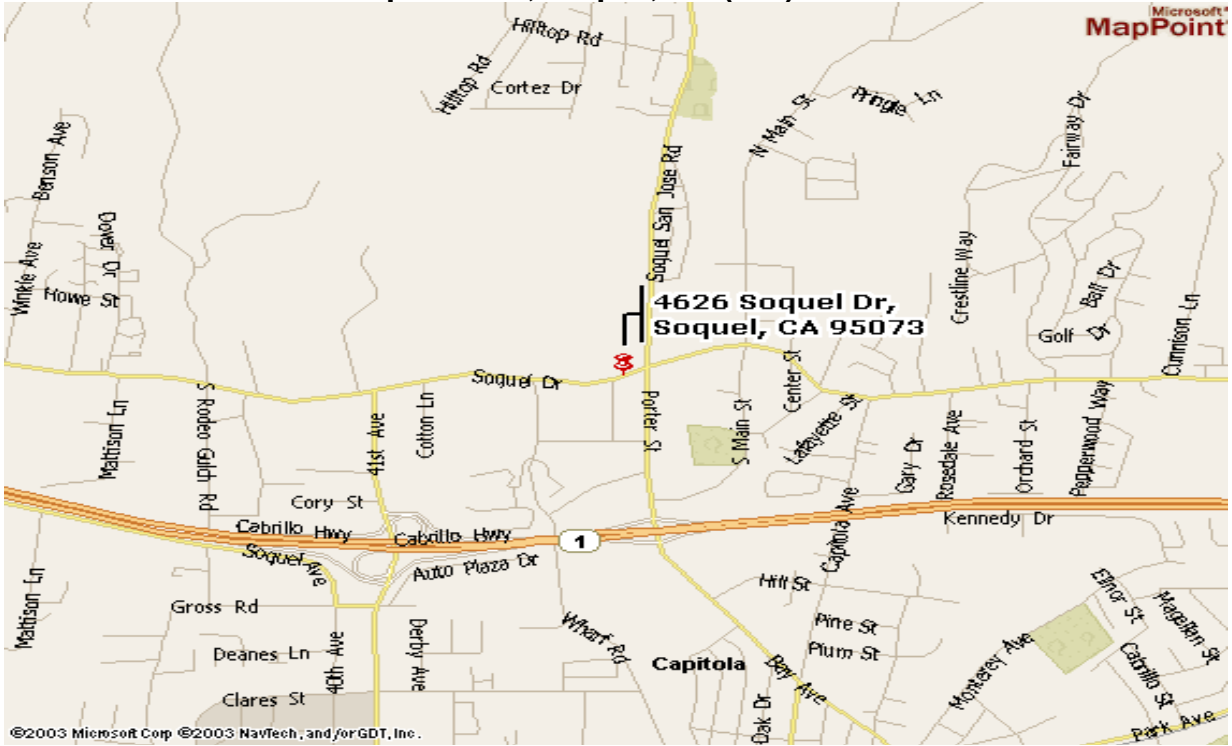 Microsoft®
MapPoint®
Hilltop Rd
Hilltop Rd
Cortez Dr
N Main St
Pringle Ln
Fairway Dr
Benson Ave
Soquel San Jose Rd
Dover Dr
Winkle Ave
Howe St
Crestline Way
Ball Dr
Golf Dr
Cunnison Ln
4626 Soquel Dr,
Soquel, CA 95073
Soquel Dr
Mattison Ln
S Rodeo Gulch Rd
41st Ave
Cotton Ln
Porter St
S Main St
Center St
Lafayette St
Gary Dr
Rosedale Ave
Orchard St
Pepperwood Way
Cory St
Cabrillo Hwy
Cabrillo Hwy
1
Capitola Ave
Kennedy Dr
Soquel Ave
Auto Plaza Dr
Mattison Ln
Gross Rd
Hill St
Elinor St
Magellan St
Deanes Ln
40th Ave
Derby Ave
Wharf Rd
Pine St
Plum St
Capitola
Bay Ave
Monterey Ave
Cabrillo St
Clares St
Oak Dr
Park Ave
©2003 Microsoft Corp ©2003 NavTech, and/or GDT, Inc.